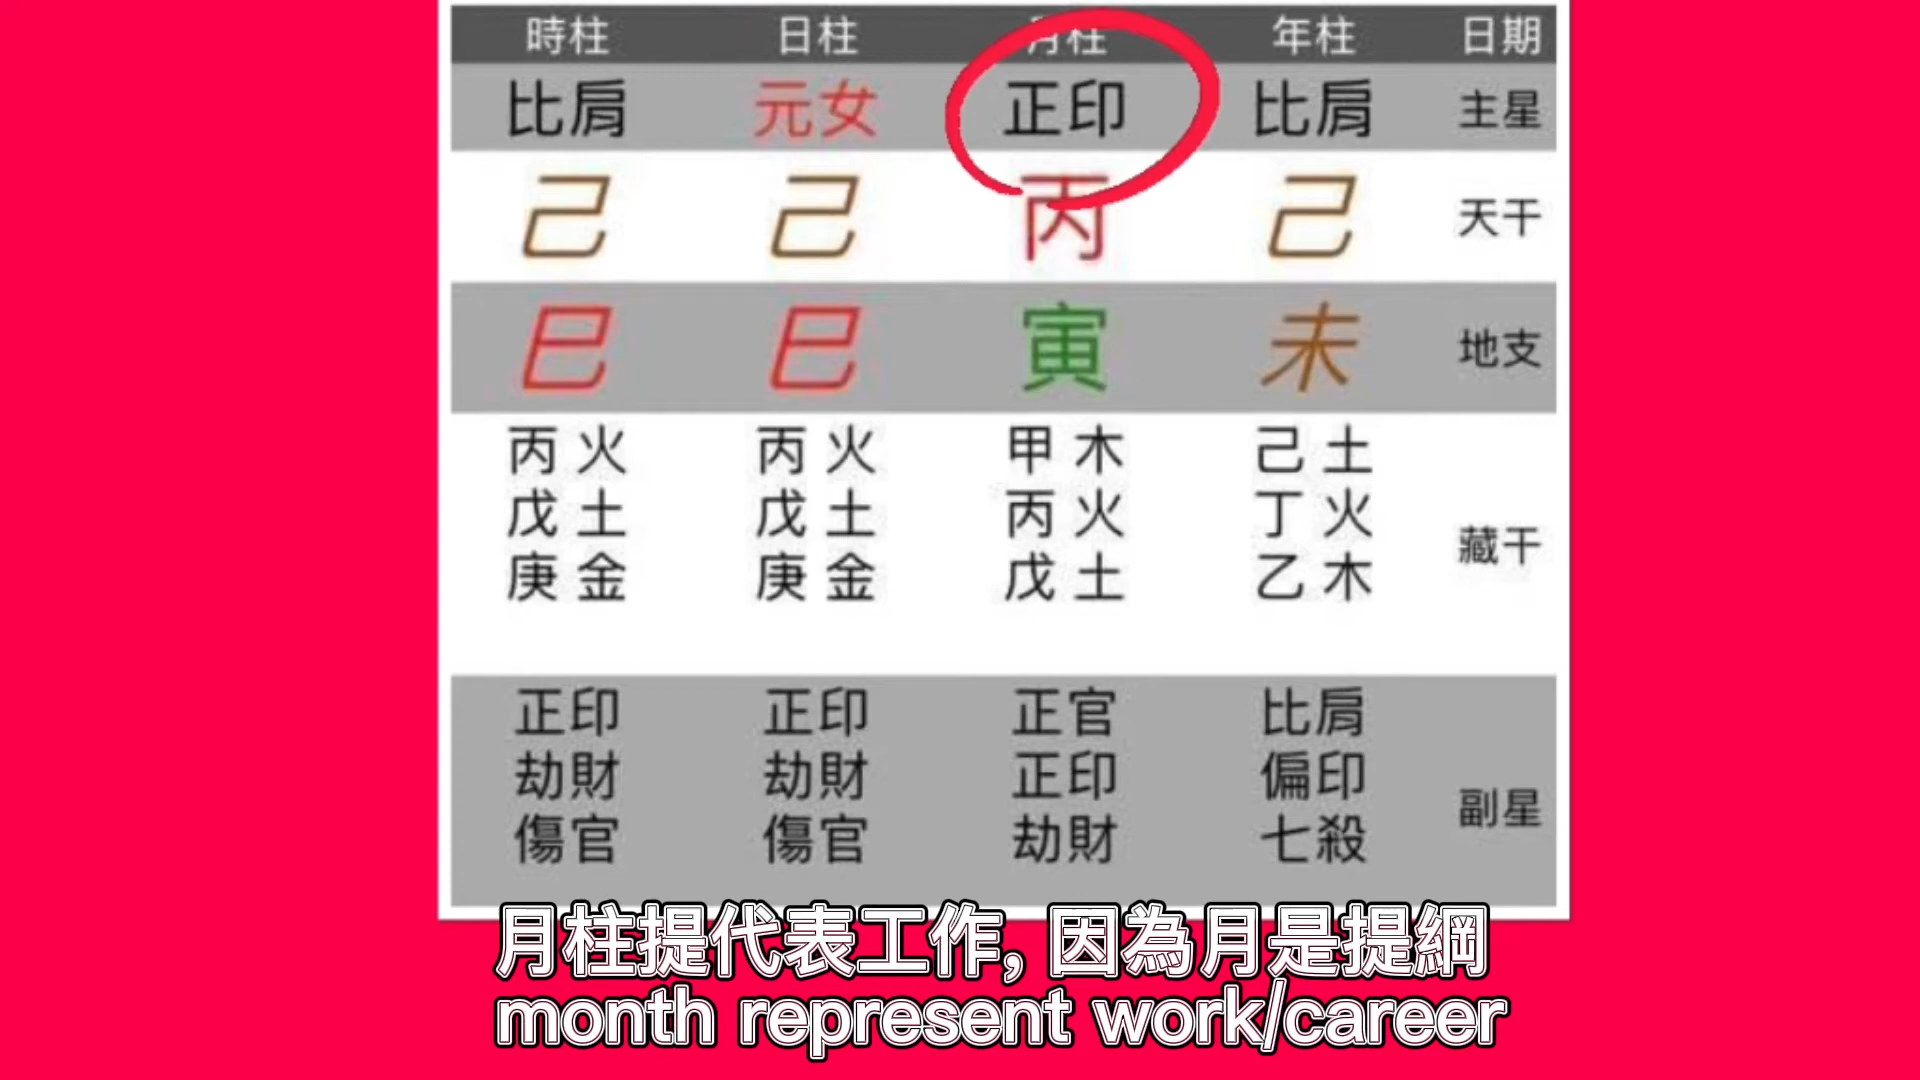 時柱 日柱 月柱 年柱 日期
比肩 元女 正印 比肩 主星
己 己 丙 己 天干
巳 巳 寅 未 地支
丙火 丙火 甲木 己土
戊土 戊土 丙火 丁火
藏干
庚金 庚金 戊土 乙木
正印 正印 正官 比肩
劫財 劫財 正印 偏印
副星
傷官 傷官 劫財 七殺
月柱提代表工作, 因為月是提綱
month represent work/career